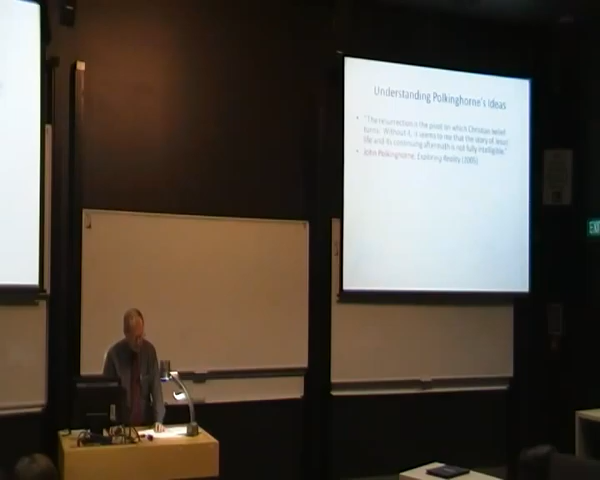 Understanding Polkinghorne's Ideas
• "The resurrection is the pivot on which Christian belief
turns. Without it, it seems to me that the story of Jesus'
life and its continuing aftermath is not fully intelligible."
• John Polkinghorne, Exploring Reality (2005)
EXIT